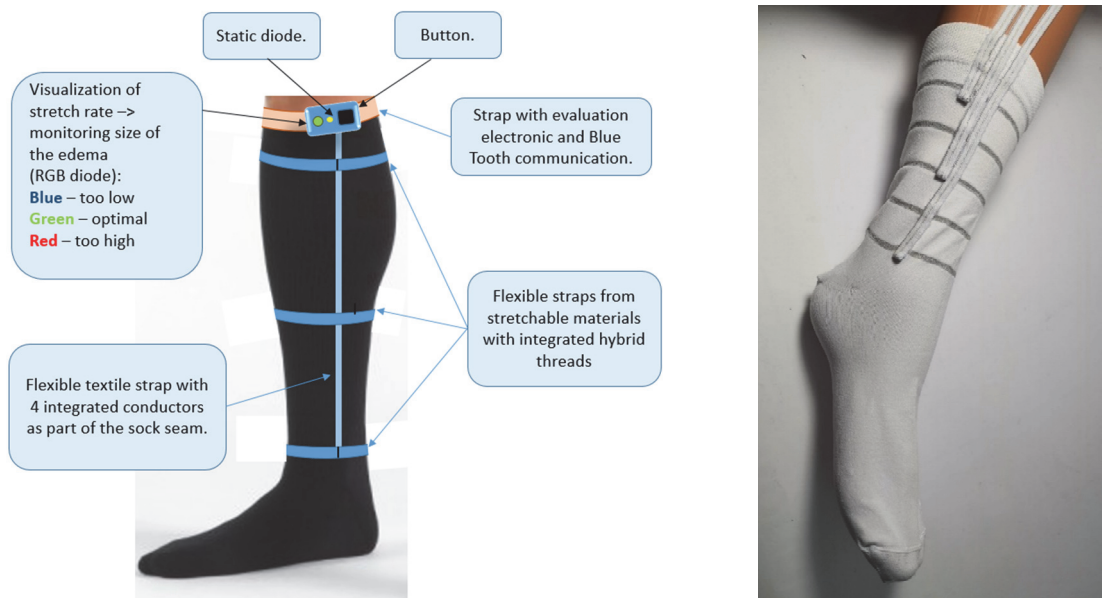 Static diode.
Button.
Visualization of
stretch rate –>
monitoring size of
the edema
(RGB diode):
Blue – too low
Green – optimal
Red – too high
Strap with evaluation
electronic and Blue
Tooth communication.
Flexible straps from
stretchable materials
with integrated hybrid
threads
Flexible textile strap with
4 integrated conductors
as part of the sock seam.